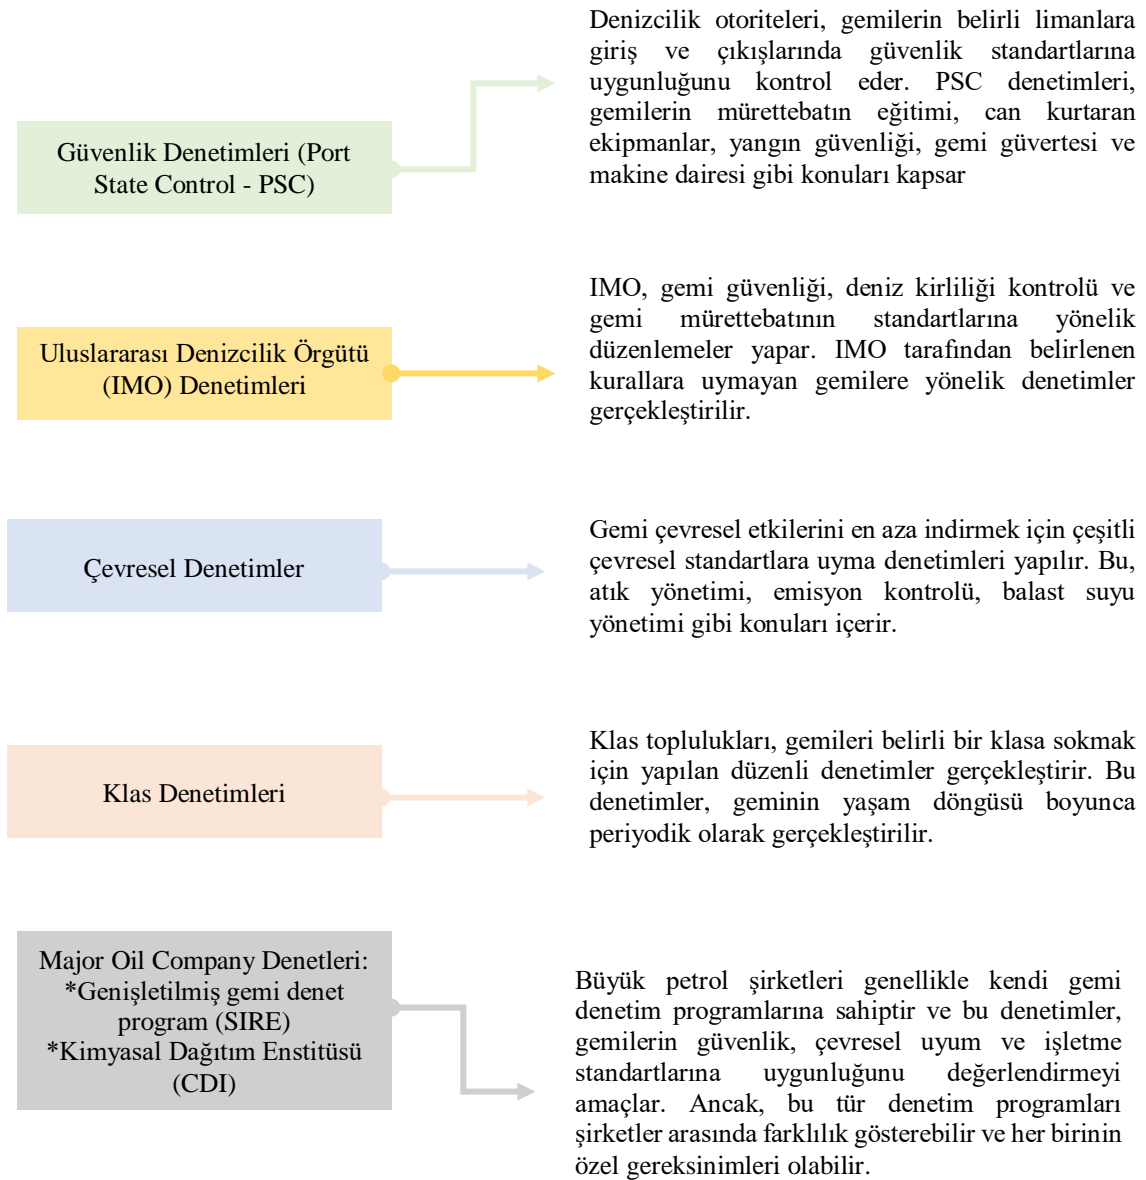 Denizcilik otoriteleri, gemilerin belirli limanlara
giriş ve çıkışlarında güvenlik standartlarına
uygunluğunu kontrol eder. PSC denetimleri,
gemilerin mürettebatın eğitimi, can kurtaran
ekipmanlar, yangın güvenliği, gemi güvertesi ve
makine dairesi gibi konuları kapsar
Güvenlik Denetimleri (Port
State Control - PSC)
IMO, gemi güvenliği, deniz kirliliği kontrolü ve
gemi mürettebatının standartlarına yönelik
düzenlemeler yapar. IMO tarafından belirlenen
kurallara uymayan gemilere yönelik denetimler
gerçekleştirilir.
Uluslararası Denizcilik Örgütü
(IMO) Denetimleri
Gemi çevresel etkilerini en aza indirmek için çeşitli
çevresel standartlara uyma denetimleri yapılır. Bu,
atık yönetimi, emisyon kontrolü, balast suyu
yönetimi gibi konuları içerir.
Çevresel Denetimler
Klas toplulukları, gemileri belirli bir klasa sokmak
için yapılan düzenli denetimler gerçekleştirir. Bu
denetimler, geminin yaşam döngüsü boyunca
periyodik olarak gerçekleştirilir.
Klas Denetimleri
Major Oil Company Denetleri:
*Genişletilmiş gemi denet
program (SIRE)
*Kimyasal Dağıtım Enstitüsü
(CDI)
Büyük petrol şirketleri genellikle kendi gemi
denetim programlarına sahiptir ve bu denetimler,
gemilerin güvenlik, çevresel uyum ve işletme
standartlarına uygunluğunu değerlendirmeyi
amaçlar. Ancak, bu tür denetim programları
şirketler arasında farklılık gösterebilir ve her birinin
özel gereksinimleri olabilir.